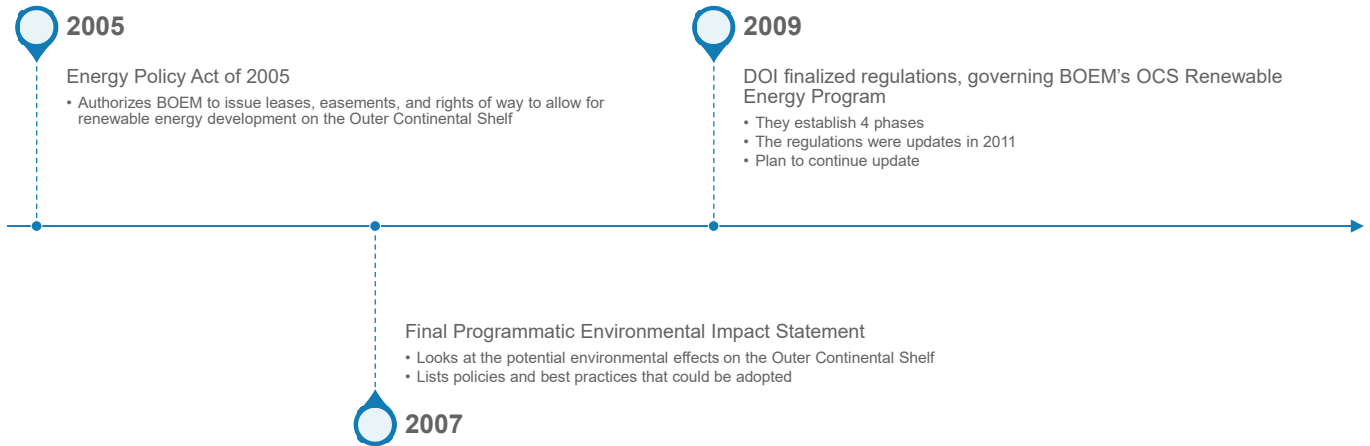 2005
Energy Policy Act of 2005
• Authorizes BOEM to issue leases, easements, and rights of way to allow for
renewable energy development on the Outer Continental Shelf
2009
DOI finalized regulations, governing BOEM's OCS Renewable
Energy Program
• They establish 4 phases
• The regulations were updates in 2011
• Plan to continue update
Final Programmatic Environmental Impact Statement
• Looks at the potential environmental effects on the Outer Continental Shelf
• Lists policies and best practices that could be adopted
2007